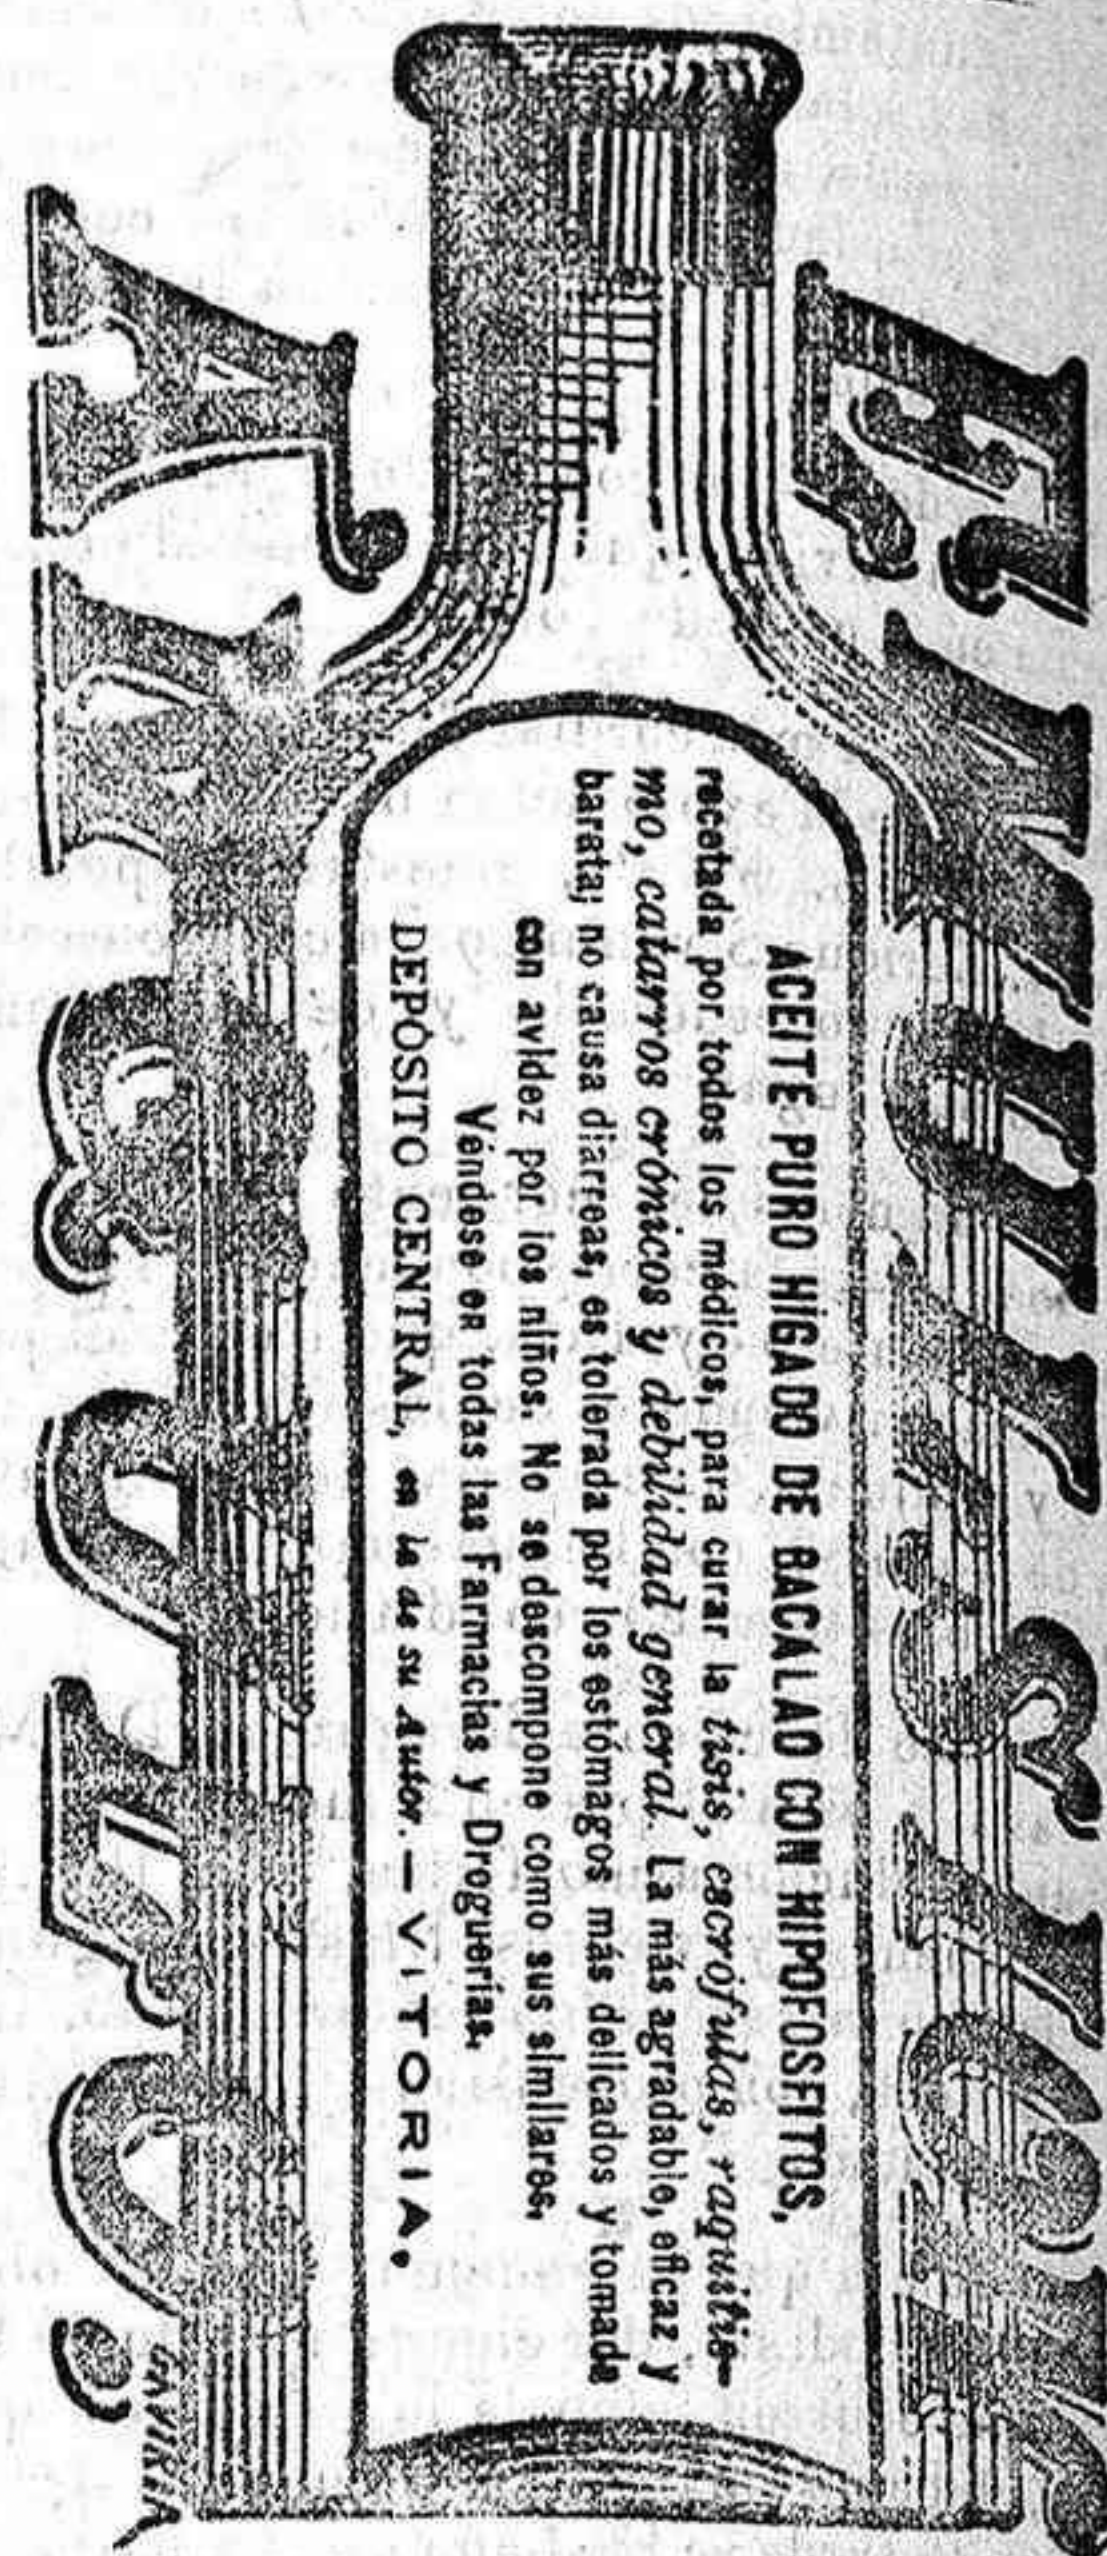 EMULSIÓN
ACEITE PURO HIGADO DE BACALAO CON HIPOFOSFITOS,
recetada por todos los médicos, para curar la tisis, escrófulas, raquitis-
mo, catarros crónicos y debilidad general. La más agradable, eficaz y
barata; no causa diarreas, es tolerada por los estómagos más delicados y tomada
con avidez por los niños. No se descompone como sus similares.
Véndese en todas las Farmacias y Droguerías.
DEPÓSITO CENTRAL, en la de su Autor.—VITORIA.
GAVIRIA